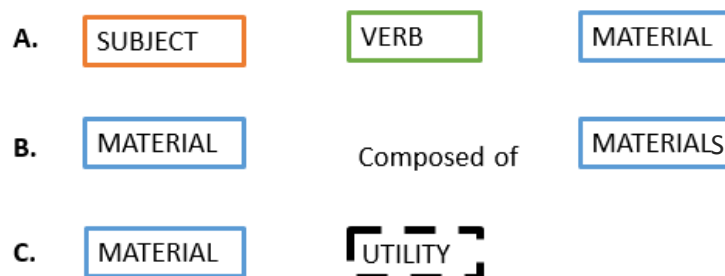 A. SUBJECT VERB MATERIAL
B. MATERIAL Composed of MATERIALS
C. MATERIAL UTILITY